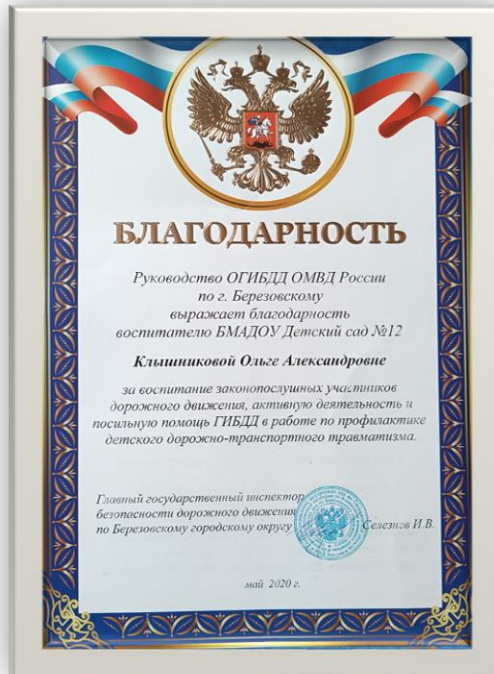 БЛАГОДАРНОСТЬ
Руководство ОГИБДД ОМВД России
по г. Березовскому
выражает благодарность
воспитателю БМАДОУ Детский сад №12
Клышниковой Ольге Александровне
за воспитание законопослушных участников
дорожного движения, активную деятельность и
посильную помощь ГИБДД в работе по профилактике
детского дорожно-транспортного травматизма.
Главный государственный инспектор
безопасности дорожного движения
по Березовскому городскому округу Селезнев И.В.
май 2020 г.